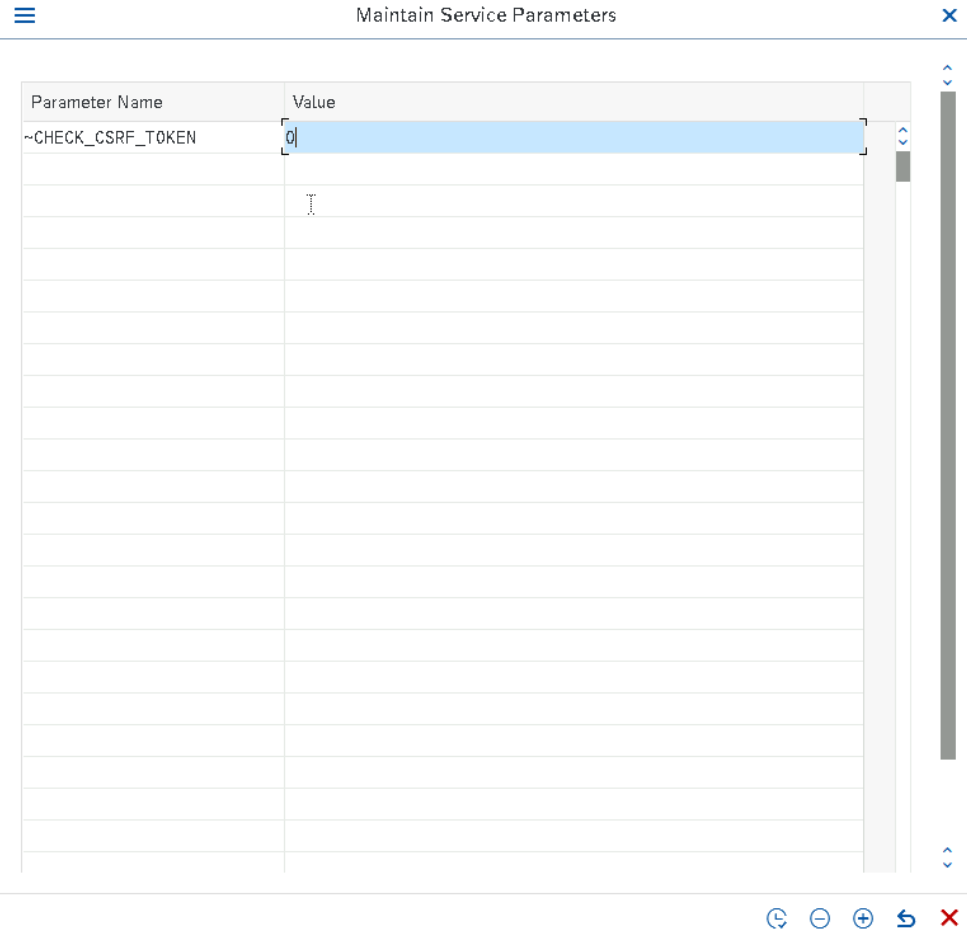 Maintain Service Parameters
Parameter Name Value
~CHECK_CSRF_TOKEN 0